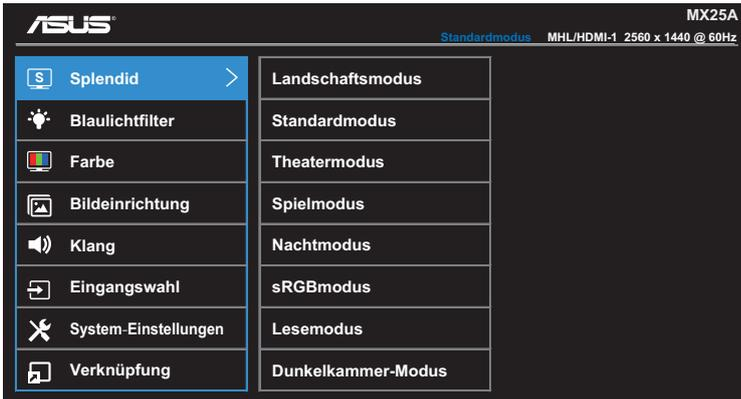 ASUS
MX25A
Standardmodus MHL/HDMI-1 2560 x 1440 @ 60Hz
S Splendid
Blaulichtfilter
Farbe
Bildeinrichtung
Klang
Eingangswahl
System-Einstellungen
Verknüpfung
Landschaftsmodus
Standardmodus
Theatermodus
Spielmodus
Nachtmodus
sRGBmodus
Lesemodus
Dunkelkammer-Modus